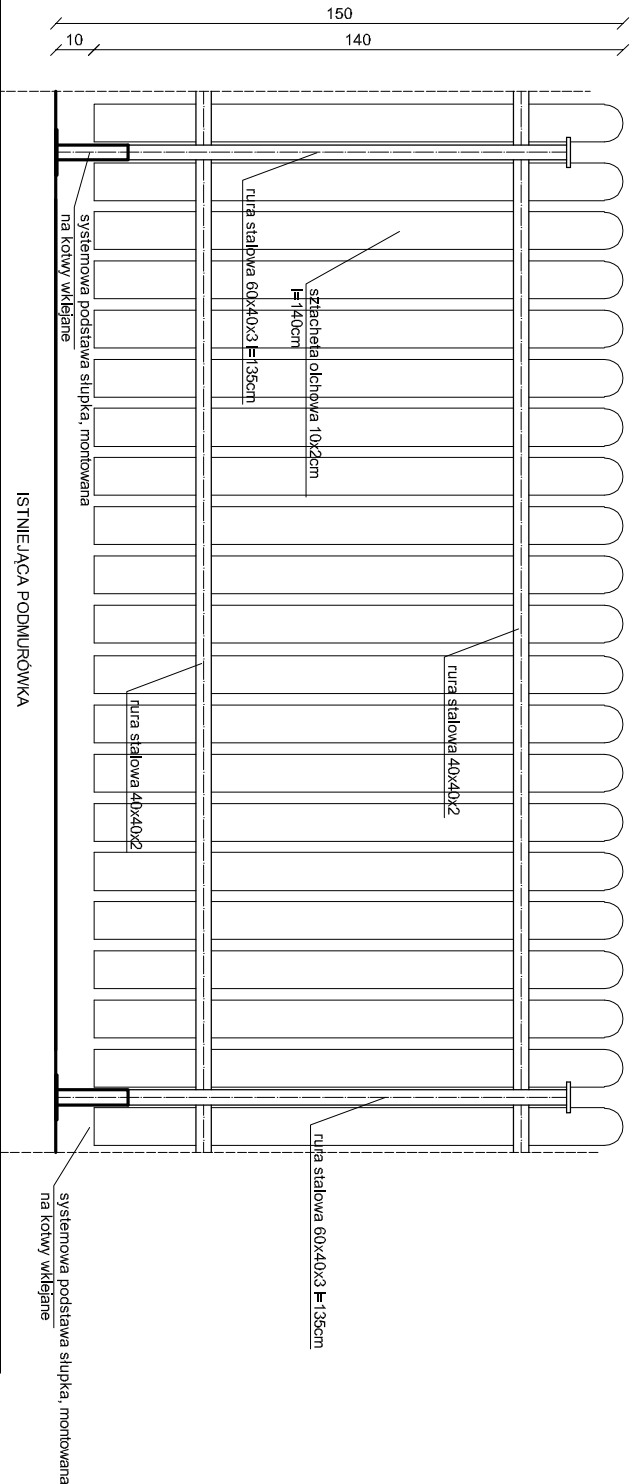 150
10
140
rura stalowa 60x40x3 l=135cm
sztacheta olchowa 10x2cm
l=140cm
systemowa podstawa słupka, montowana
na kotwy wklejane
rura stalowa 40x40x2
rura stalowa 40x40x2
ISTNIEJĄCA PODMURÓWKA
rura stalowa 60x40x3 l=135cm
systemowa podstawa słupka, montowana
na kotwy wklejane